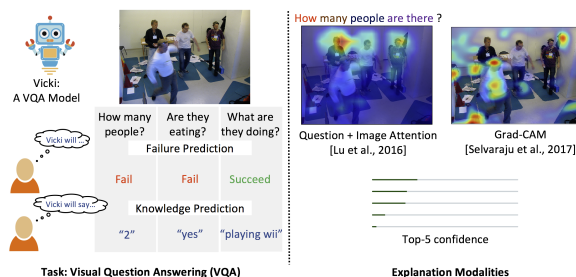 Vicki:
A VQA Model
Vicki will ...
Vicki will say...
How many people?
Are they eating?
What are they doing?
Failure Prediction
Fail
Fail
Succeed
Knowledge Prediction
"2"
"yes"
"playing wii"
Task: Visual Question Answering (VQA)
How many people are there ?
Question + Image Attention
[Lu et al., 2016]
Grad-CAM
[Selvaraju et al., 2017]
Top-5 confidence
Explanation Modalities